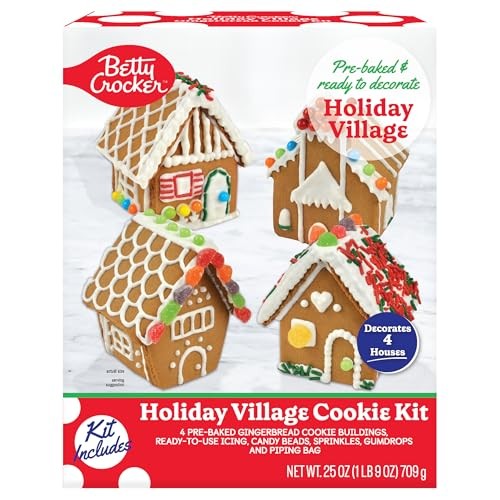 Betty
Crocker™
Pre-baked &
ready to decorate
Holiday
Village
Decorates
4
Houses
actual size
serving
suggestion
Kit
Includes
Holiday Village Cookie Kit
4 PRE-BAKED GINGERBREAD COOKIE BUILDINGS,
READY-TO-USE ICING, CANDY BEADS, SPRINKLES, GUMDROPS
AND PIPING BAG
NET WT. 25 OZ (1 LB 9 OZ) 709 g